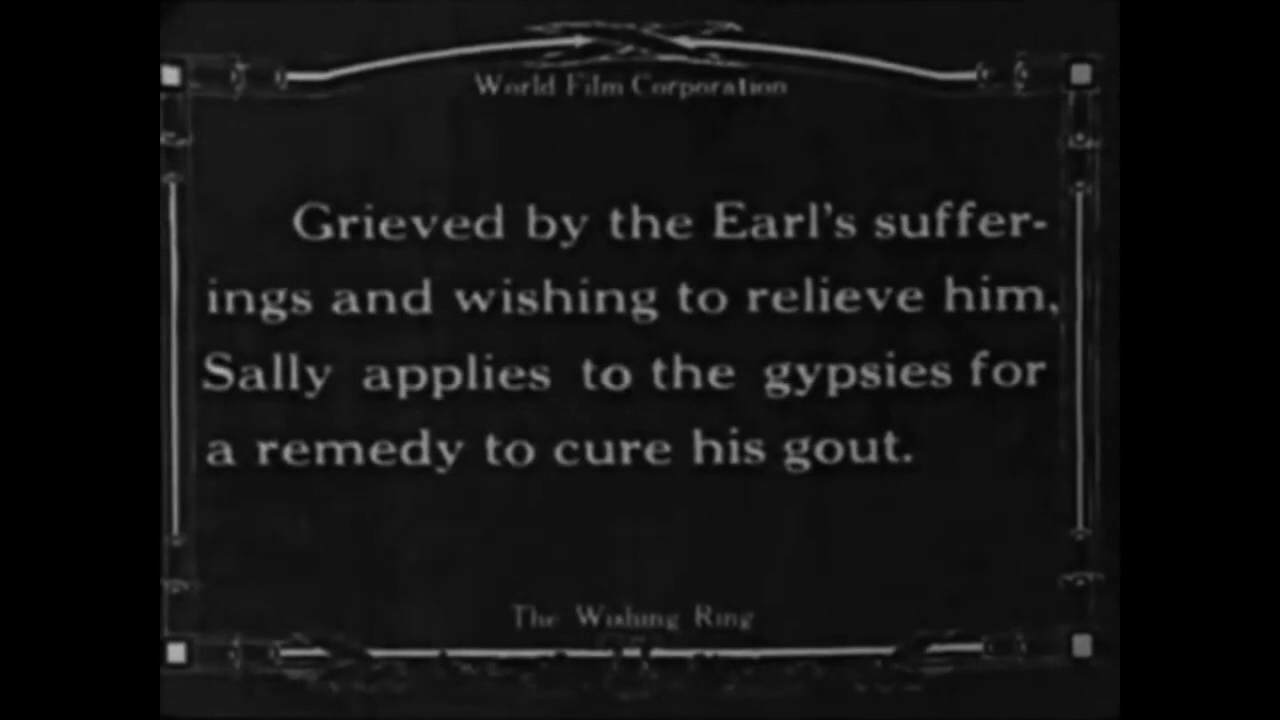 World Film Corporation
Grieved by the Earl's suffer-
ings and wishing to relieve him,
Sally applies to the gypsies for
a remedy to cure his gout.
The Wishing Ring